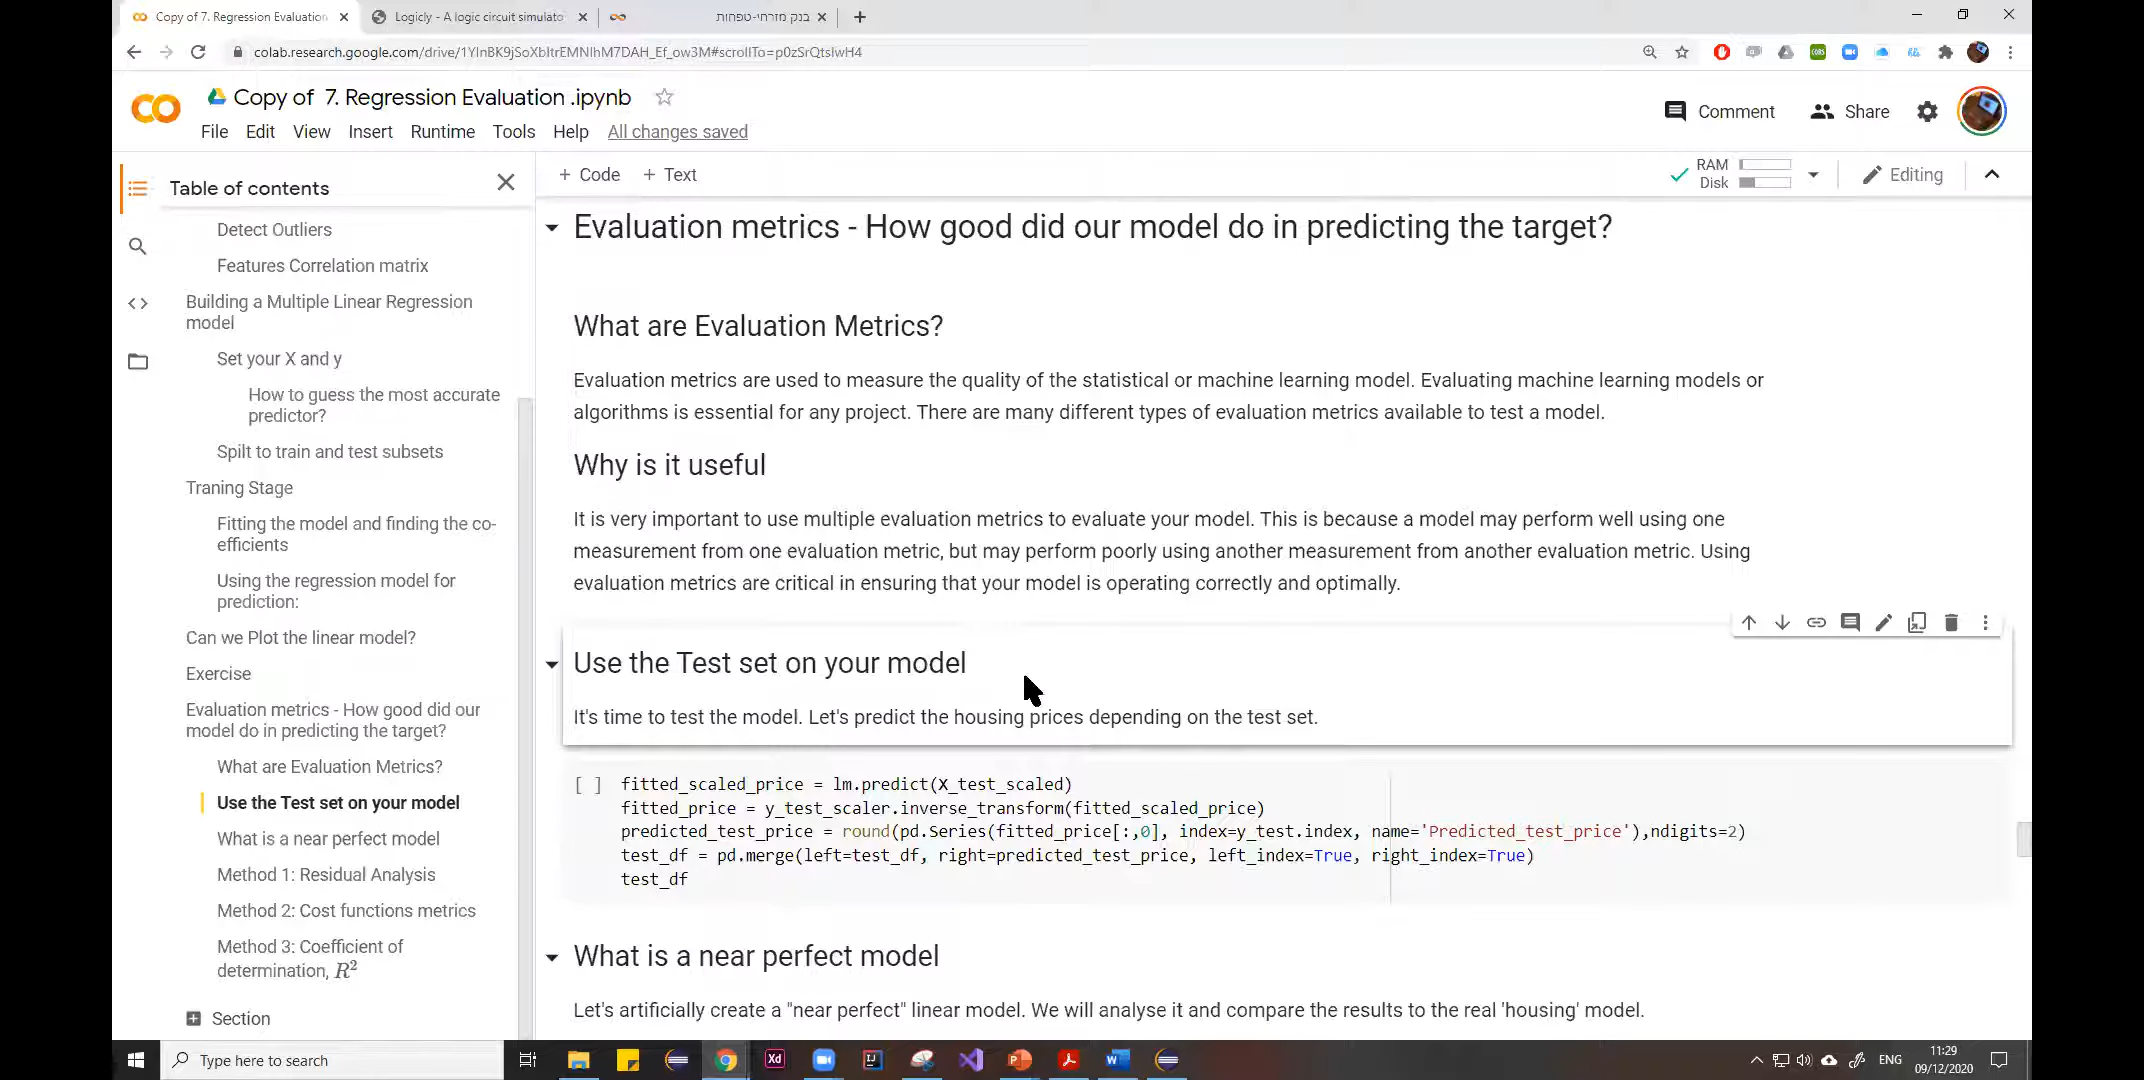 Copy of 7. Regression Evaluation
Logicly - A logic circuit simulato
בנק מזרחי-טפחות
colab.research.google.com/drive/1YInBK9jSoXbItrEMNIhM7DAH_Ef_ow3M#scrollTo=p0zSrQtsIwH4
Copy of 7. Regression Evaluation .ipynb
Comment
Share
File Edit View Insert Runtime Tools Help All changes saved
Table of contents
+ Code + Text
RAM
Disk
Editing
Detect Outliers
Features Correlation matrix
Building a Multiple Linear Regression
model
Set your X and y
How to guess the most accurate
predictor?
Spilt to train and test subsets
Traning Stage
Fitting the model and finding the co-
efficients
Using the regression model for
prediction:
Can we Plot the linear model?
Exercise
Evaluation metrics - How good did our
model do in predicting the target?
What are Evaluation Metrics?
Use the Test set on your model
What is a near perfect model
Method 1: Residual Analysis
Method 2: Cost functions metrics
Method 3: Coefficient of
determination, R²
Section
Evaluation metrics - How good did our model do in predicting the target?
What are Evaluation Metrics?
Evaluation metrics are used to measure the quality of the statistical or machine learning model. Evaluating machine learning models or
algorithms is essential for any project. There are many different types of evaluation metrics available to test a model.
Why is it useful
It is very important to use multiple evaluation metrics to evaluate your model. This is because a model may perform well using one
measurement from one evaluation metric, but may perform poorly using another measurement from another evaluation metric. Using
evaluation metrics are critical in ensuring that your model is operating correctly and optimally.
Use the Test set on your model
It's time to test the model. Let's predict the housing prices depending on the test set.
[ ] fitted_scaled_price = lm.predict(X_test_scaled)
fitted_price = y_test_scaler.inverse_transform(fitted_scaled_price)
predicted_test_price = round(pd.Series(fitted_price[:,0], index=y_test.index, name='Predicted_test_price'),ndigits=2)
test_df = pd.merge(left=test_df, right=predicted_test_price, left_index=True, right_index=True)
test_df
What is a near perfect model
Let's artificially create a "near perfect" linear model. We will analyse it and compare the results to the real 'housing' model.
Type here to search
Xd
IJ
ENG
11:29
09/12/2020